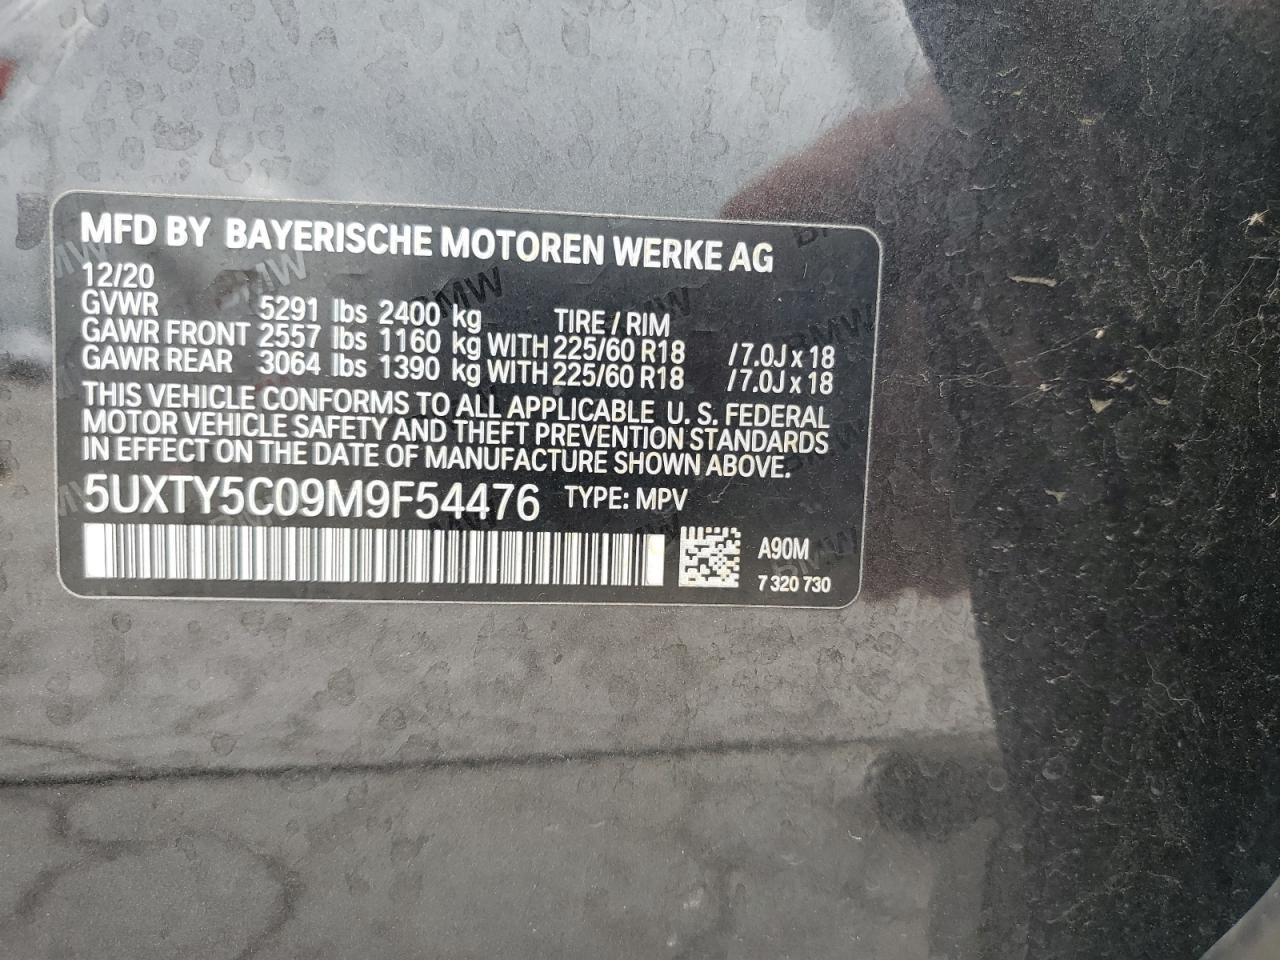 MFD BY BAYERISCHE MOTOREN WERKE AG
12/20
GVWR 5291 lbs 2400 kg TIRE / RIM
GAWR FRONT 2557 lbs 1160 kg WITH 225/60 R18 / 7.0J x 18
GAWR REAR 3064 lbs 1390 kg WITH 225/60 R18 / 7.0J x 18
THIS VEHICLE CONFORMS TO ALL APPLICABLE U. S. FEDERAL
MOTOR VEHICLE SAFETY AND THEFT PREVENTION STANDARDS
IN EFFECT ON THE DATE OF MANUFACTURE SHOWN ABOVE.
5UXTY5C09M9F54476 TYPE: MPV
A90M
7 320 730